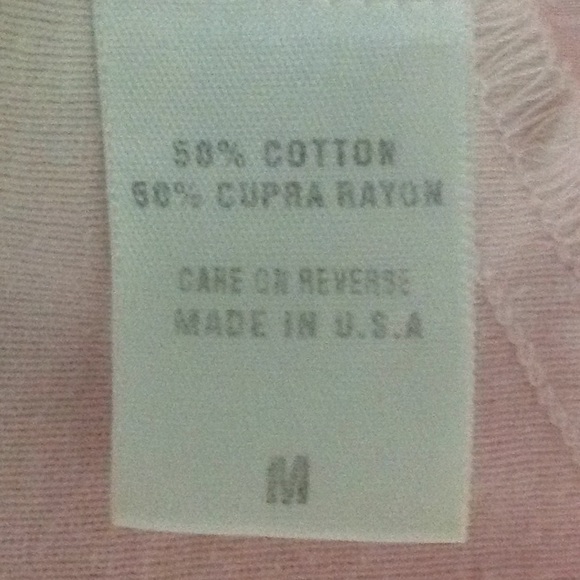 50% COTTON
50% CUPRA RAYON
CARE ON REVERSE
MADE IN U.S.A
M